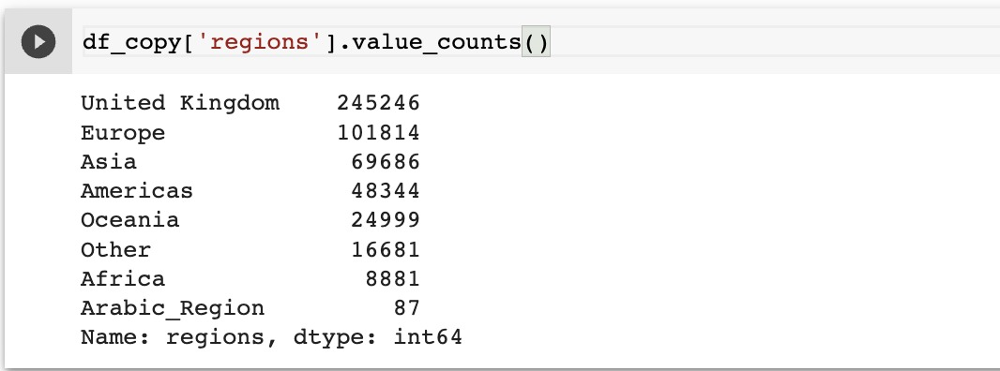 df_copy['regions'].value_counts()
United Kingdom    245246
Europe            101814
Asia               69686
Americas           48344
Oceania            24999
Other              16681
Africa              8881
Arabic_Region         87
Name: regions, dtype: int64